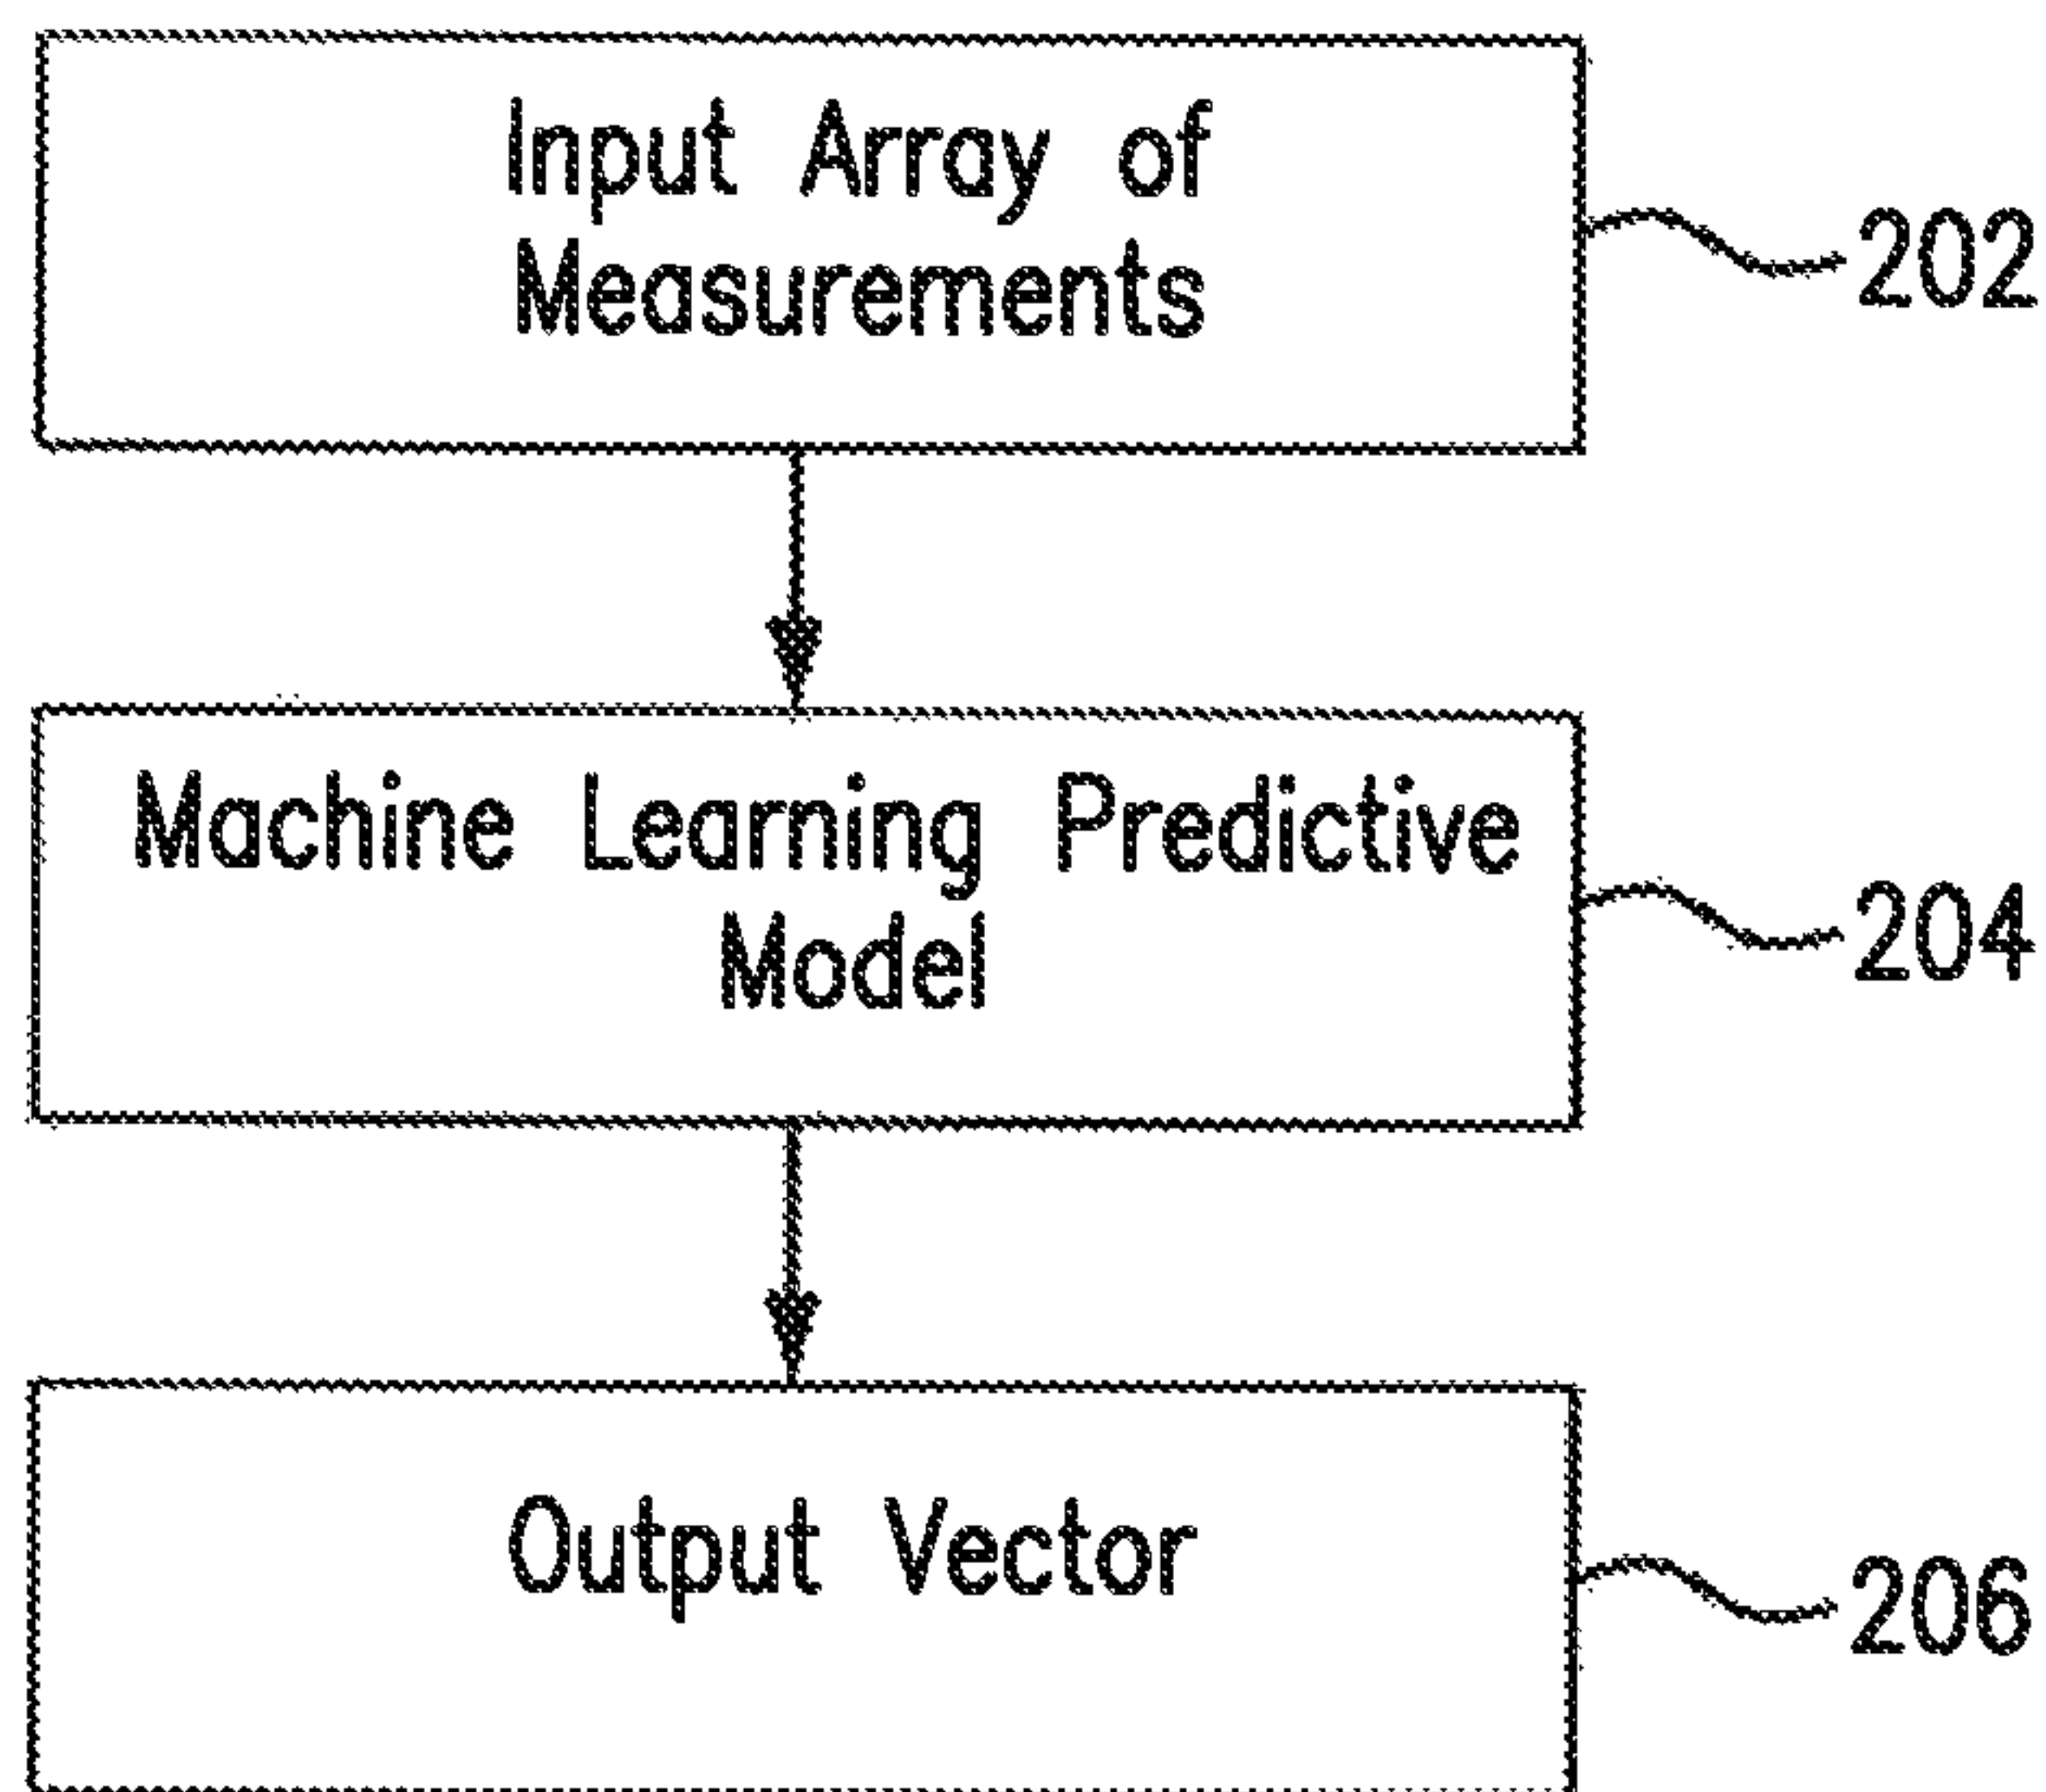 Input Array of
Measurements
202
Machine Learning Predictive
Model
204
Output Vector
206